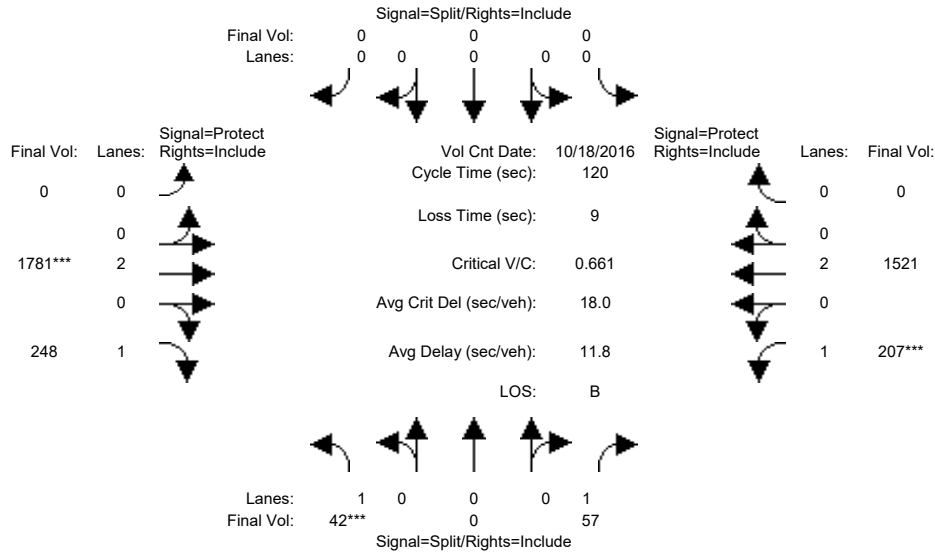 Signal=Split/Rights=Include
Final Vol: 0 0 0
Lanes: 0 0 0 0 0
Signal=Protect Signal=Protect
Final Vol: Lanes: Rights=Include Vol Cnt Date: 10/18/2016 Rights=Include Lanes: Final Vol:
Cycle Time (sec): 120
0 0 0 0
Loss Time (sec): 9
0 0
1781*** 2 Critical V/C: 0.661 2 1521
0 Avg Crit Del (sec/veh): 18.0 0
248 1 Avg Delay (sec/veh): 11.8 1 207***
LOS: B
Lanes: 1 0 0 0 1
Final Vol: 42*** 0 57
Signal=Split/Rights=Include